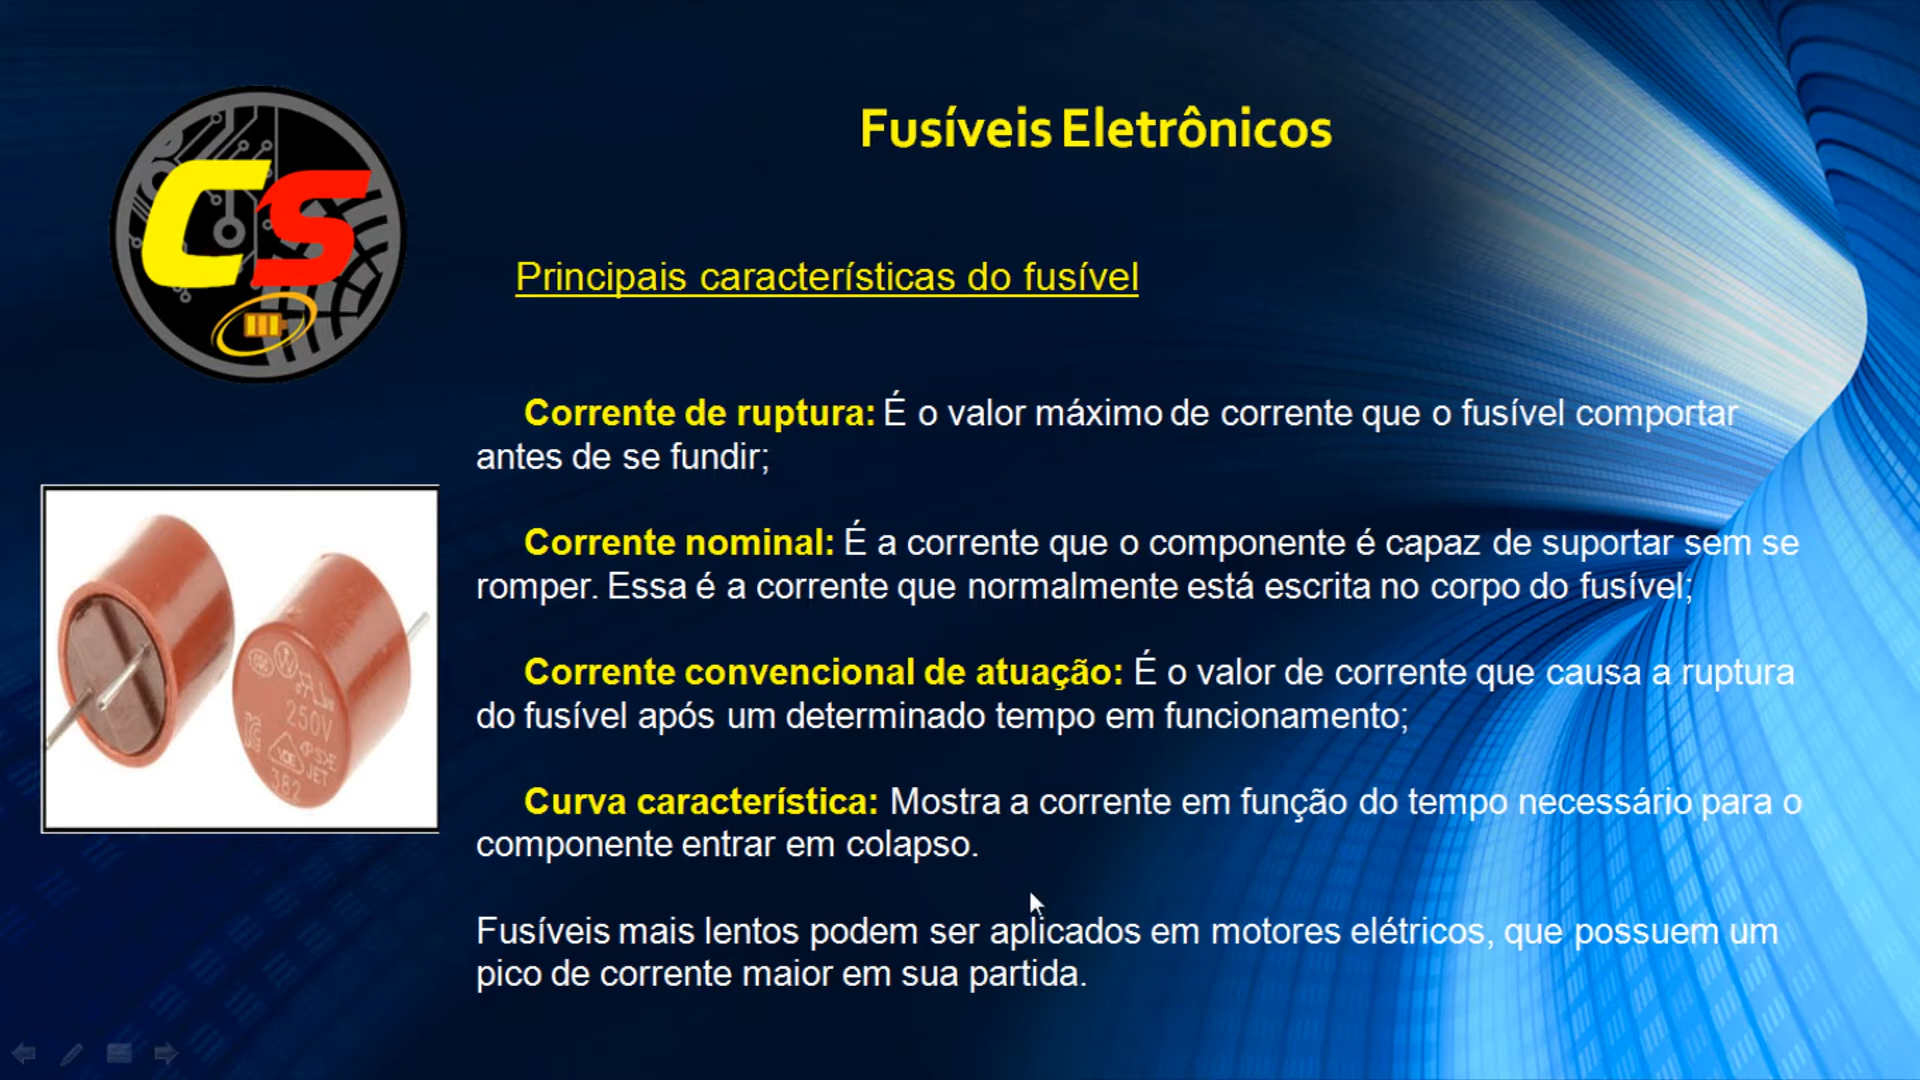 Fusíveis Eletrônicos
CS
Principais características do fusível
Corrente de ruptura: É o valor máximo de corrente que o fusível comportar
antes de se fundir;
Corrente nominal: É a corrente que o componente é capaz de suportar sem se
romper. Essa é a corrente que normalmente está escrita no corpo do fusível;
Corrente convencional de atuação: É o valor de corrente que causa a ruptura
do fusível após um determinado tempo em funcionamento;
Curva característica: Mostra a corrente em função do tempo necessário para o
componente entrar em colapso.
Fusíveis mais lentos podem ser aplicados em motores elétricos, que possuem um
pico de corrente maior em sua partida.
250V
JET
382